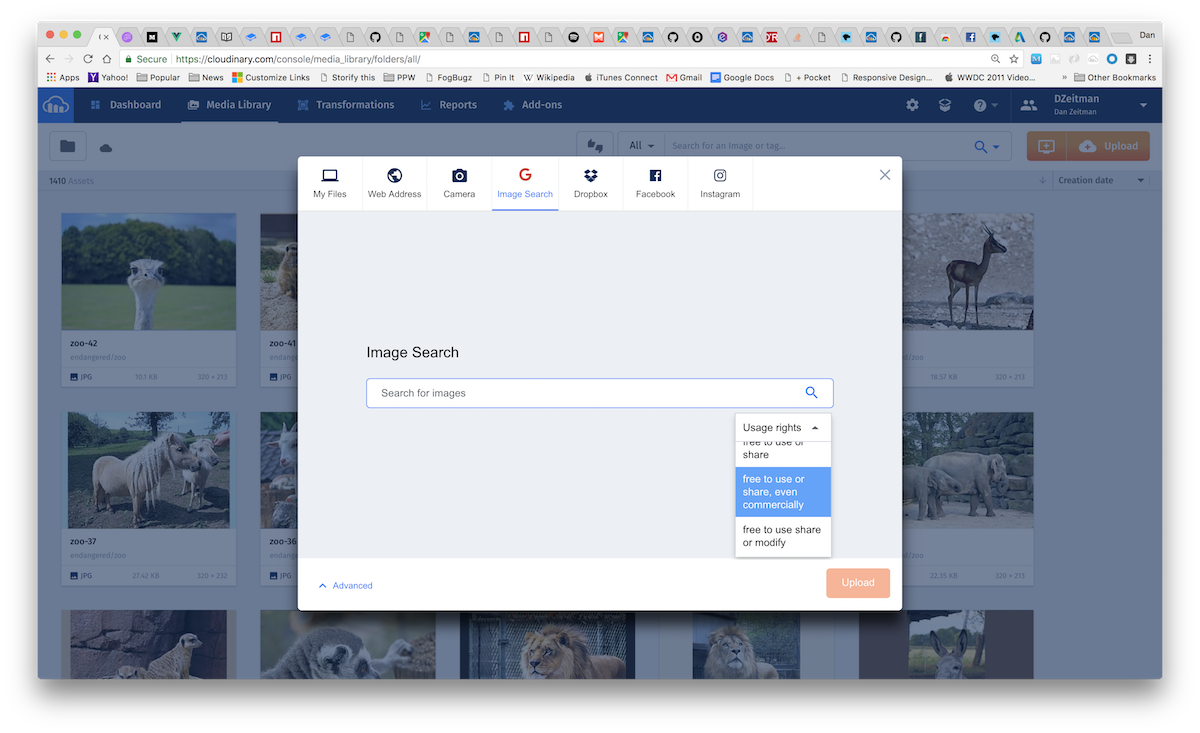 Dan
Secure https://cloudinary.com/console/media_library/folders/all/
Apps Yahoo! Popular News Customize Links Storify this PPW FogBugz Pin It Wikipedia iTunes Connect Gmail Google Docs + Pocket Responsive Design... WWDC 2011 Video... » Other Bookmarks
Dashboard Media Library Transformations Reports Add-ons
DZeitman
Dan Zeitman
All Search for an Image or tag... Upload
1410 Assets Creation date
My Files Web Address Camera Image Search Dropbox Facebook Instagram
zoo-42 zoo-41
endangered/zoo endangered/zoo
JPG 10.1 KB 320 × 213 JPG 18.57 KB 320 × 213
Image Search
Search for images
Usage rights
free to use or
share
free to use or
share, even
commercially
free to use share
or modify
zoo-37 zoo-36
endangered/zoo endangered/zoo
JPG 27.42 KB 320 × 232 JPG 22.35 KB 320 × 213
Advanced Upload